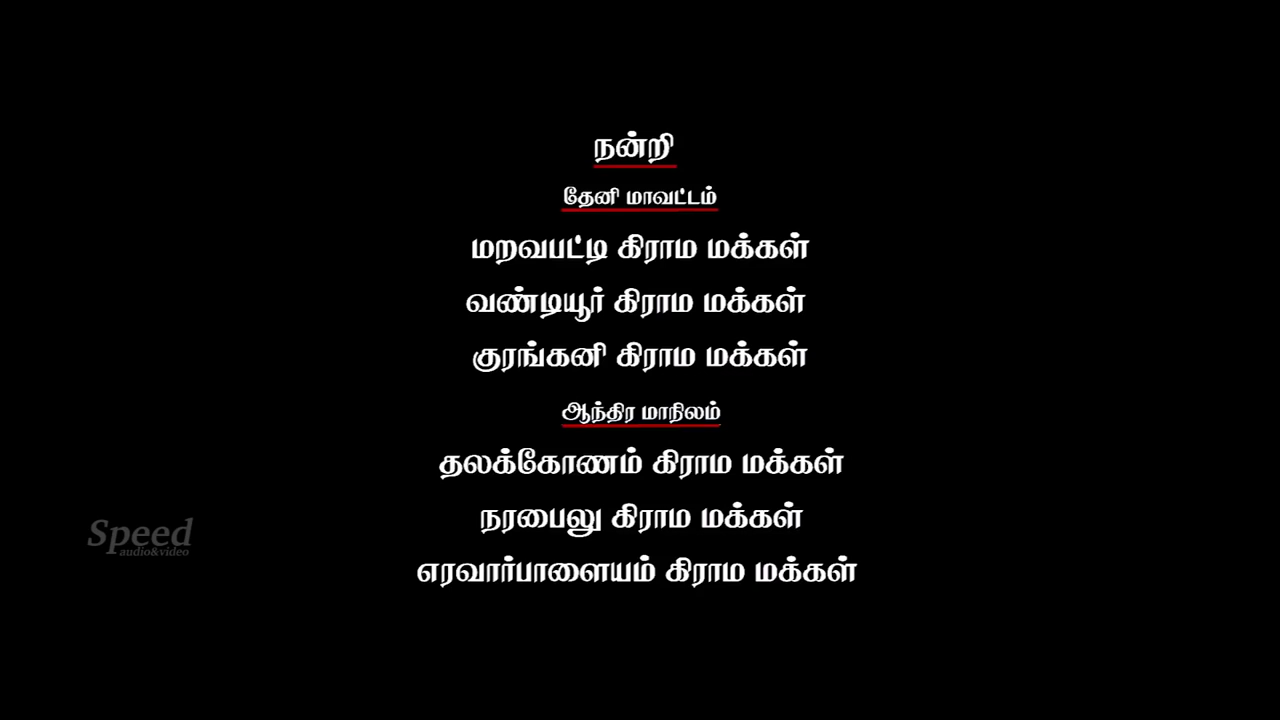 நன்றி
தேனி மாவட்டம்
மறவபட்டி கிராம மக்கள்
வண்டியூர் கிராம மக்கள்
குரங்கனி கிராம மக்கள்
ஆந்திர மாநிலம்
தலக்கோணம் கிராம மக்கள்
நரபைலு கிராம மக்கள்
Speed
audio&video
எரவார்பாளையம் கிராம மக்கள்